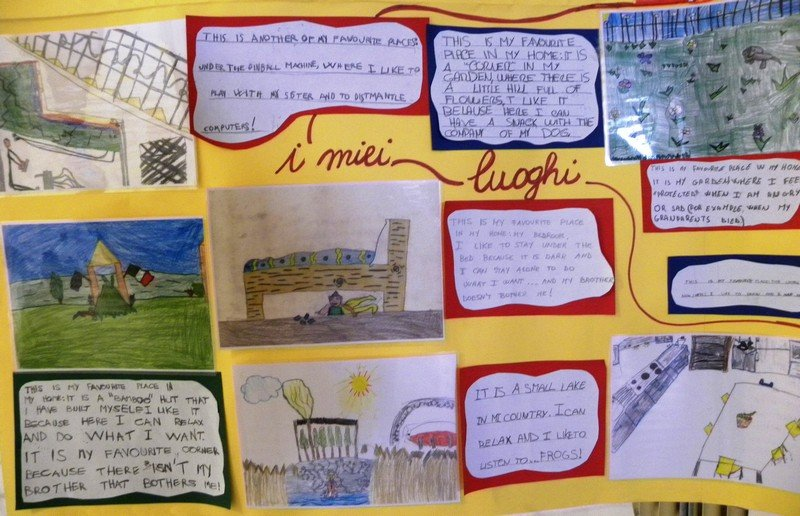 THIS IS ANOTHER OF MY FAVOURITE PLACES:
UNDER THE PINBALL MACHINE, WHERE I LIKE TO
PLAY WITH MY SISTER AND TO DISTMANTLE
COMPUTERS!
THIS IS MY FAVOURITE
PLACE IN MY HOME: IT IS
A "CORNER" IN MY
GARDEN, WHERE THERE IS
A LITTLE HILL FULL OF
FLOWERS, I LIKE IT
BECAUSE HERE I CAN
HAVE A SNACK WITH THE
COMPANY OF MY DOG
i miei
luoghi
THIS IS MY FAVOURITE PLACE IN MY HOME
IT IS MY GARDEN WHERE I FEEL
"PROTECTED" WHEN I AM ANGRY
OR SAD (FOR EXAMPLE, WHEN MY
GRANDPARENTS DIED)
THIS IS MY FAVOURITE PLACE
IN MY HOME: MY BEDROOM.
I LIKE TO STAY UNDER THE
BED BECAUSE IT IS DARK AND
I CAN STAY ALONE TO DO
WHAT I WANT... AND MY BROTHER
DOESN'T BOTHER ME!
THIS IS MY FAVOURITE PLACE
THIS IS MY FAVOURITE PLACE IN
MY HOME: IT IS A "BAMBOO" HUT THAT
I HAVE BUILT MYSELF: I LIKE IT
BECAUSE HERE I CAN RELAX
AND DO WHAT I WANT.
IT IS MY FAVOURITE CORNER
BECAUSE THERE ISN'T MY
BROTHER THAT BOTHERS ME!
IT IS A SMALL LAKE
IN MI COUNTRY. I CAN
RELAX AND I LIKE TO
LISTEN TO... FROGS!